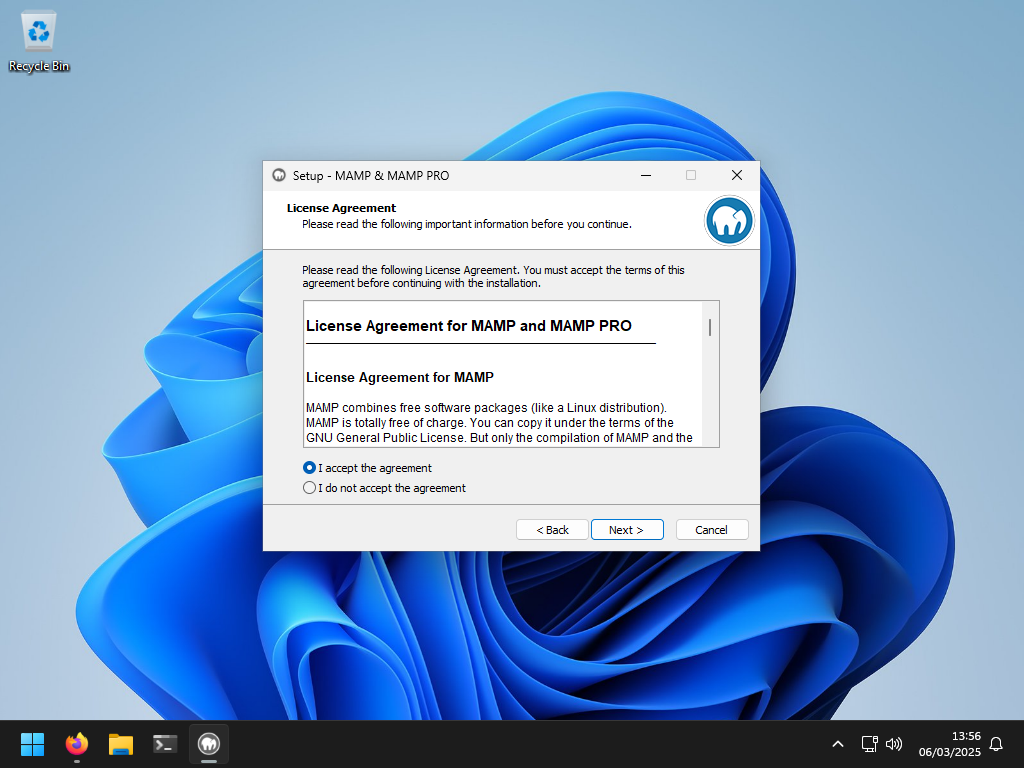 Recycle Bin
Setup - MAMP & MAMP PRO
License Agreement
Please read the following important information before you continue.
Please read the following License Agreement. You must accept the terms of this
agreement before continuing with the installation.
License Agreement for MAMP and MAMP PRO
License Agreement for MAMP
MAMP combines free software packages (like a Linux distribution).
MAMP is totally free of charge. You can copy it under the terms of the
GNU General Public License. But only the compilation of MAMP and the
I accept the agreement
I do not accept the agreement
< Back
Next >
Cancel
13:56
06/03/2025